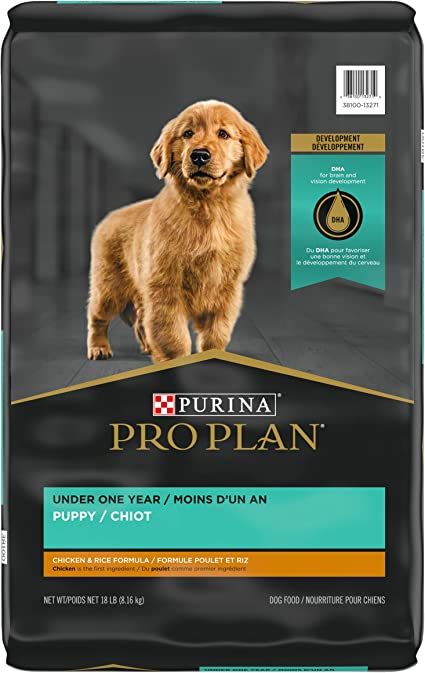 38100-13271
DEVELOPMENT
DÉVELOPPEMENT
DHA
for brain and
vision development
DHA
Du DHA pour favoriser
une bonne vision et
le développement du cerveau
PURINA®
PRO PLAN®
UNDER ONE YEAR / MOINS D'UN AN
PUPPY / CHIOT
CHICKEN & RICE FORMULA / FORMULE POULET ET RIZ
Chicken is the first ingredient / Du poulet comme premier ingrédient
NET WT/POIDS NET 18 LB (8.16 kg)
DOG FOOD / NOURRITURE POUR CHIENS